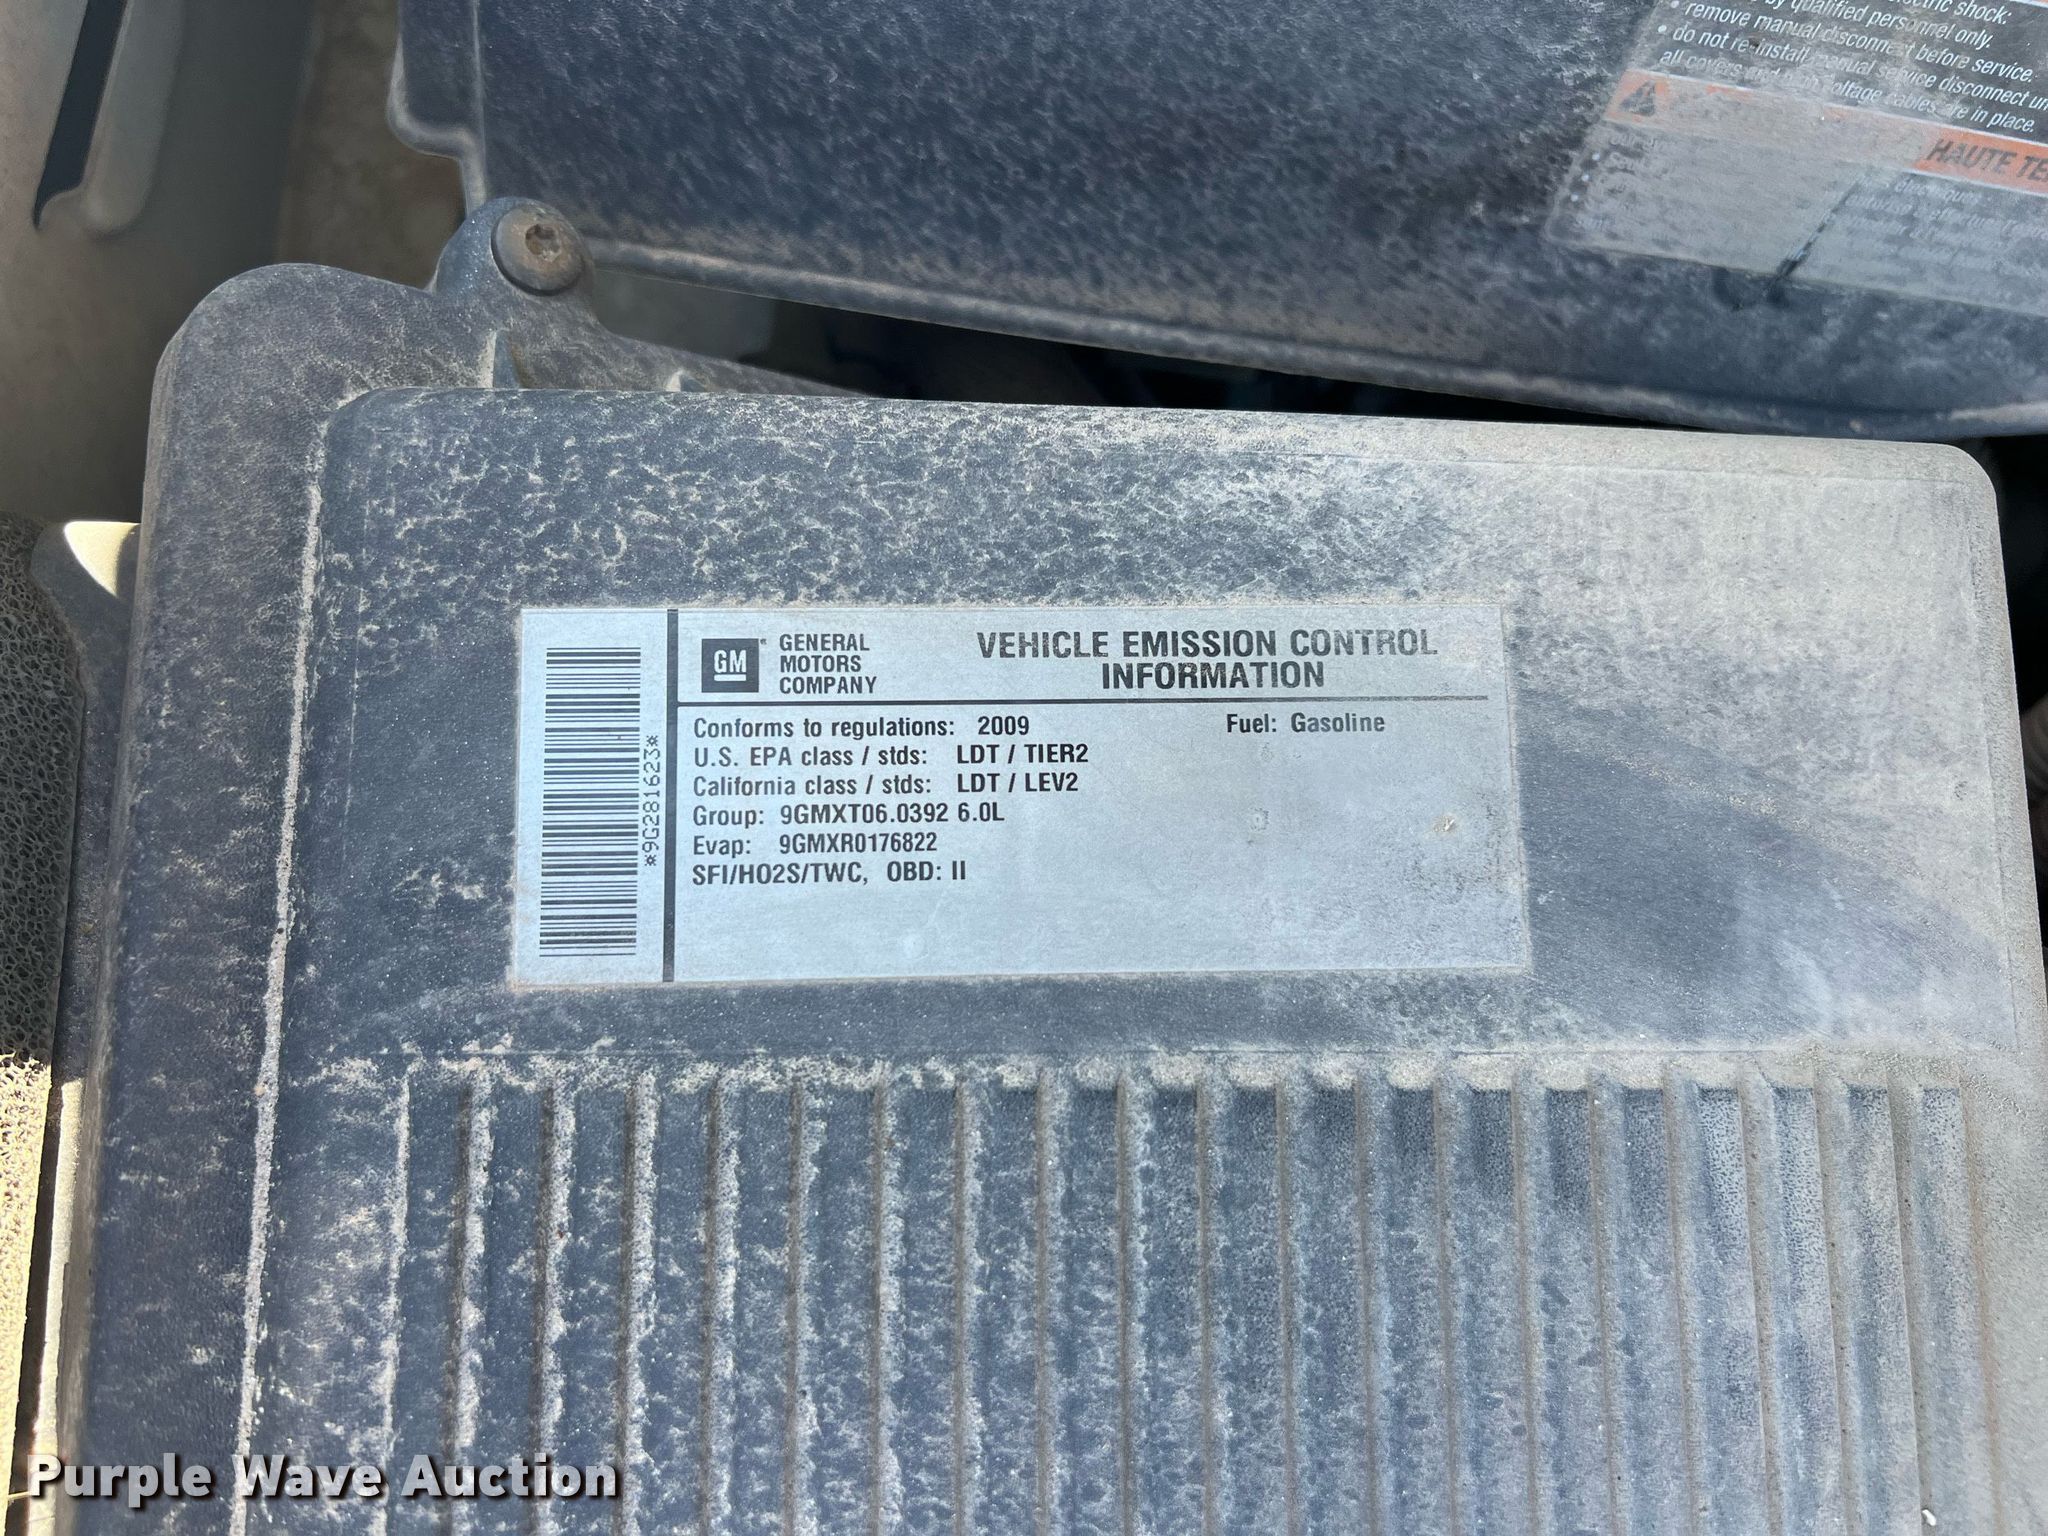 electric shock:
by qualified personnel only.
• remove manual disconnect before service.
• do not re-install manual service disconnect
all covers and high voltage cables are in place.
HAUTE
GM
GENERAL
MOTORS
COMPANY
VEHICLE EMISSION CONTROL
INFORMATION
Conforms to regulations: 2009 Fuel: Gasoline
U.S. EPA class / stds: LDT / TIER2
California class / stds: LDT / LEV2
Group: 9GMXT06.0392 6.0L
Evap: 9GMXR0176822
SFI/HO2S/TWC, OBD: II
*9G281623*
Purple Wave Auction